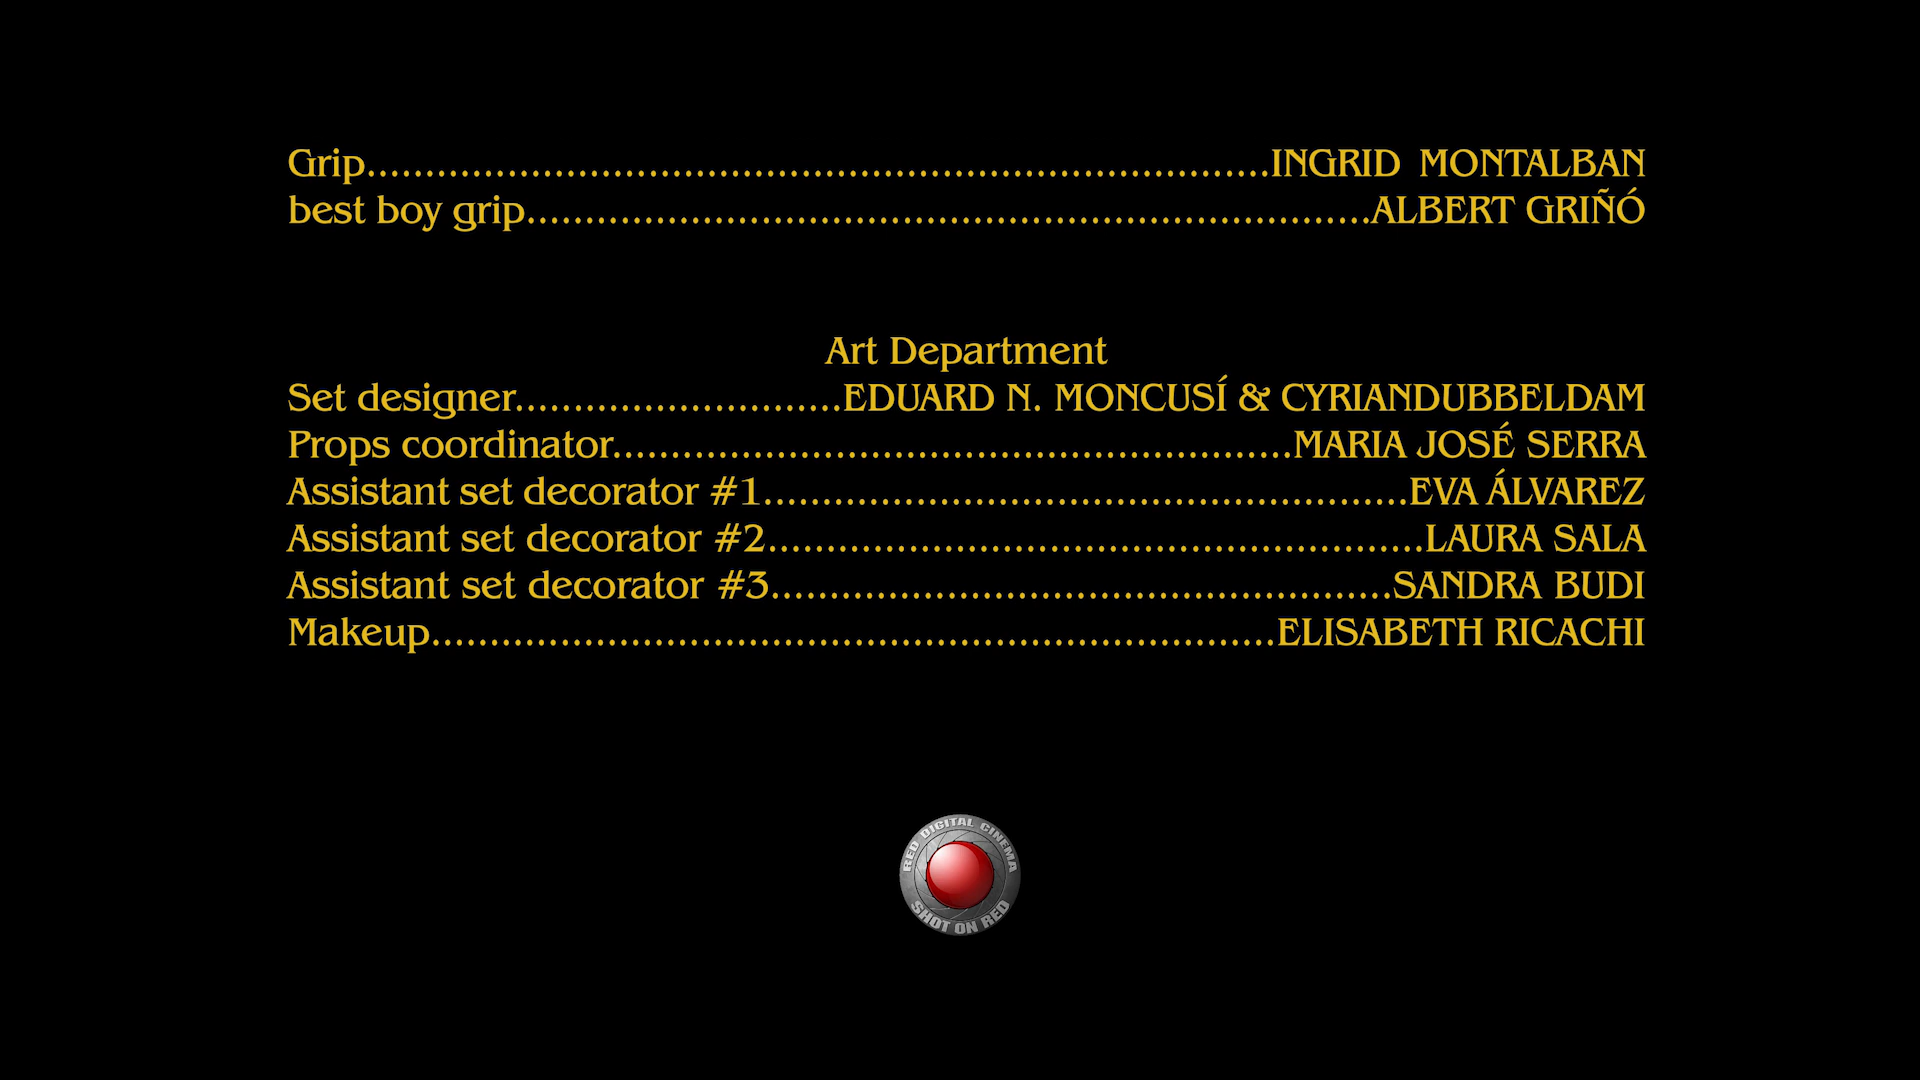 Grip..............................................................................INGRID MONTALBAN
best boy grip.........................................................................ALBERT GRIÑÓ
Art Department
Set designer............................EDUARD N. MONCUSÍ & CYRIANDUBBELDAM
Props coordinator..........................................................MARIA JOSÉ SERRA
Assistant set decorator #1.......................................................EVA ÁLVAREZ
Assistant set decorator #2........................................................LAURA SALA
Assistant set decorator #3.....................................................SANDRA BUDI
Makeup........................................................................ELISABETH RICACHI
RED DIGITAL CINEMA
SHOT ON RED